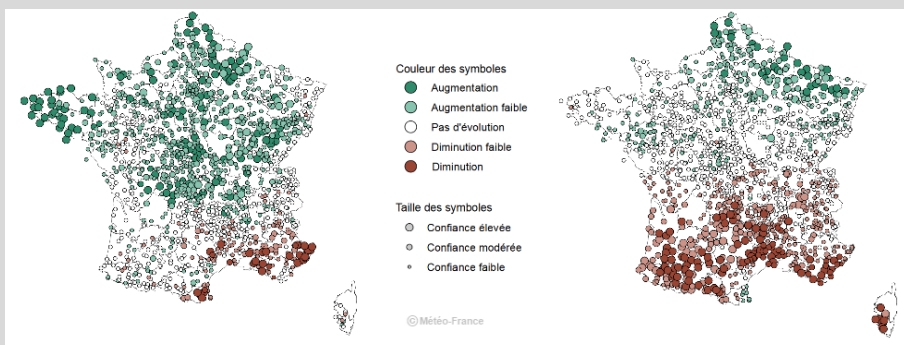 Couleur des symboles
Augmentation
Augmentation faible
Pas d'évolution
Diminution faible
Diminution
Taille des symboles
Confiance élevée
Confiance modérée
Confiance faible
© Météo-France